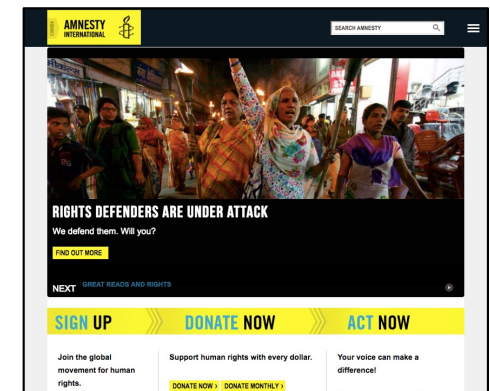 CANADA
AMNESTY
INTERNATIONAL
SEARCH AMNESTY
RIGHTS DEFENDERS ARE UNDER ATTACK
We defend them. Will you?
FIND OUT MORE
NEXT GREAT READS AND RIGHTS
SIGN UP
DONATE NOW
ACT NOW
Join the global
movement for human
rights.
Support human rights with every dollar.
DONATE NOW › DONATE MONTHLY ›
Your voice can make a
difference!